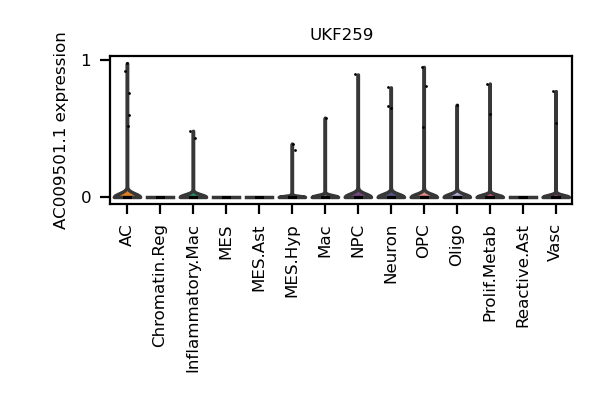 UKF259
AC009501.1 expression
1
0
AC
Chromatin.Reg
Inflammatory.Mac
MES
MES.Ast
MES.Hyp
Mac
NPC
Neuron
OPC
Oligo
Prolif.Metab
Reactive.Ast
Vasc